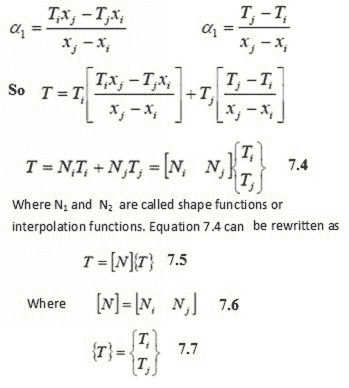 α₁ = (Tᵢxⱼ − Tⱼxᵢ) / (xⱼ − xᵢ)    α₁ = (Tⱼ − Tᵢ) / (xⱼ − xᵢ)
So T = Tᵢ[(Tᵢxⱼ − Tⱼxᵢ) / (xⱼ − xᵢ)] + Tⱼ[(Tⱼ − Tᵢ) / (xⱼ − xᵢ)]
T = NᵢTᵢ + NⱼTⱼ = [Nᵢ Nⱼ]{Tᵢ Tⱼ} 7.4
Where N₁ and N₂ are called shape functions or
interpolation functions. Equation 7.4 can be rewritten as
T = [N]{T} 7.5
Where [N] = [Nᵢ Nⱼ] 7.6
{T} = {Tᵢ Tⱼ} 7.7